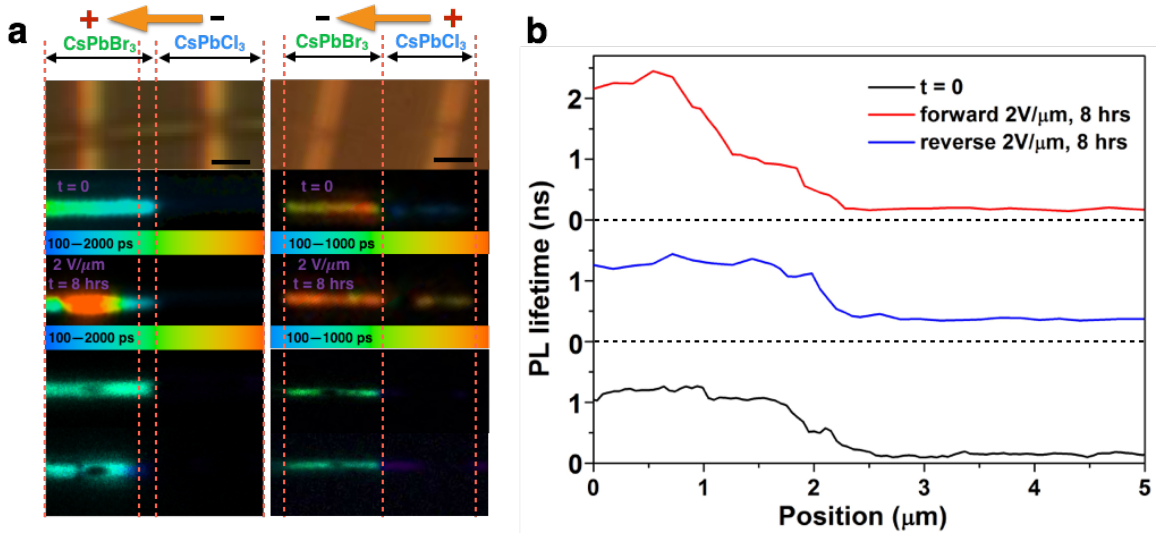 a
+ − − +
CsPbBr₃ CsPbCl₃ CsPbBr₃ CsPbCl₃
t = 0 t = 0
100—2000 ps 100—1000 ps
2 V/μm 2 V/μm
t = 8 hrs t = 8 hrs
100—2000 ps 100—1000 ps
b
t = 0
forward 2V/μm, 8 hrs
reverse 2V/μm, 8 hrs
PL lifetime (ns)
2
1
0
1
0
1
0
0 1 2 3 4 5
Position (μm)